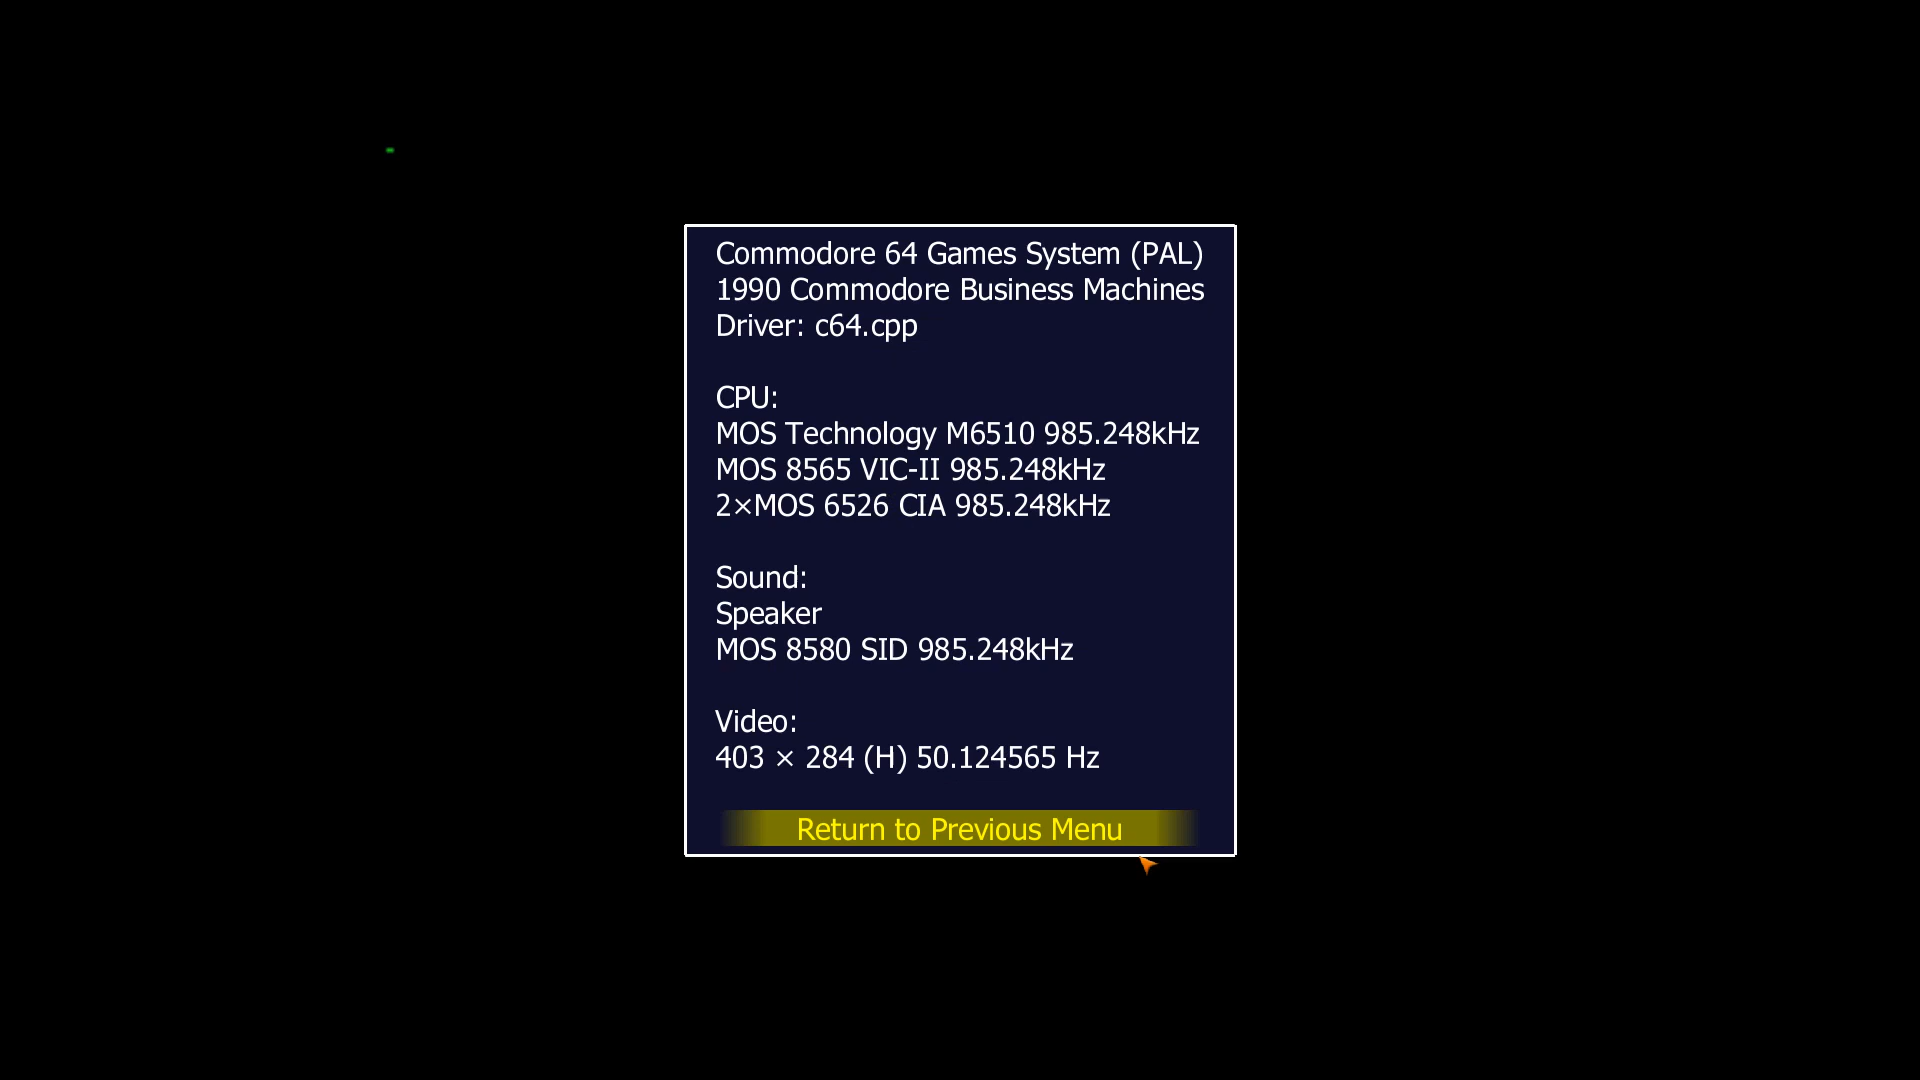 Commodore 64 Games System (PAL)
1990 Commodore Business Machines
Driver: c64.cpp
CPU:
MOS Technology M6510 985.248kHz
MOS 8565 VIC-II 985.248kHz
2×MOS 6526 CIA 985.248kHz
Sound:
Speaker
MOS 8580 SID 985.248kHz
Video:
403 × 284 (H) 50.124565 Hz
Return to Previous Menu